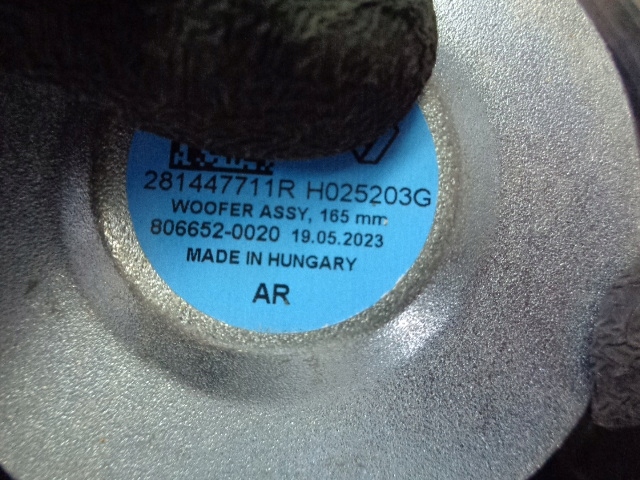 281447711R H025203G
WOOFER ASSY, 165 mm
806652-0020 19.05.2023
MADE IN HUNGARY
AR